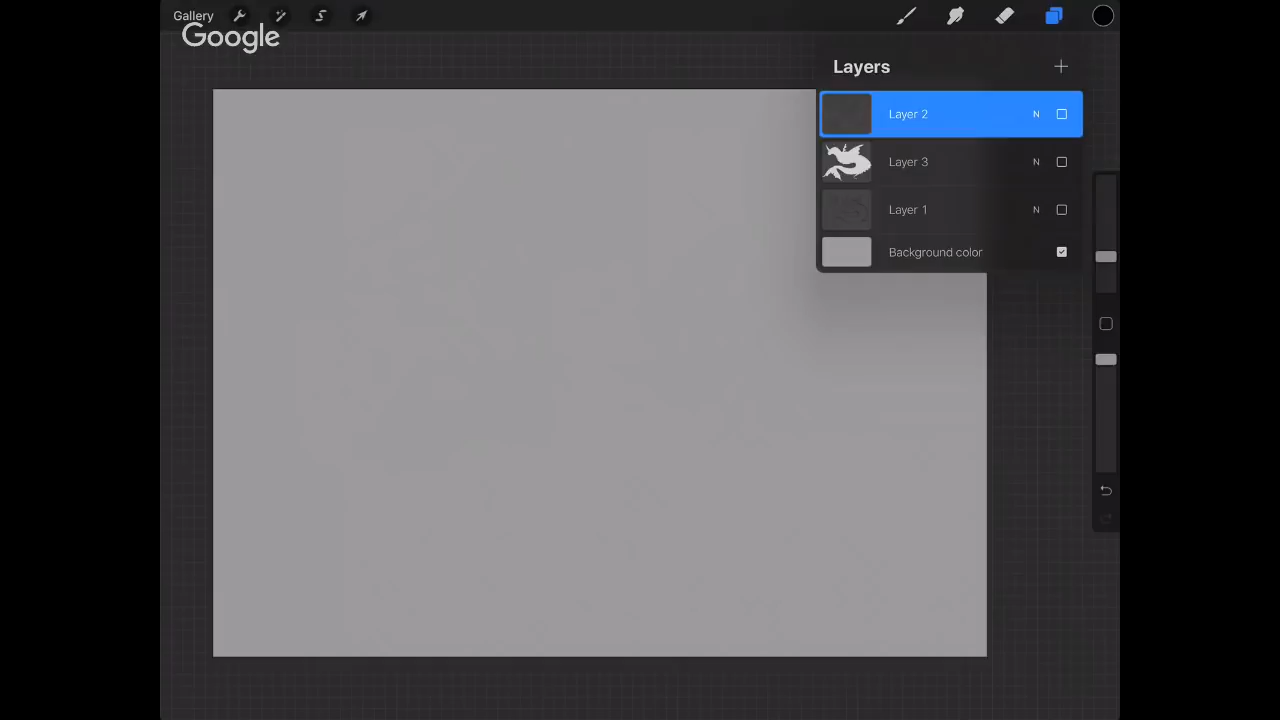 Gallery
Google
Layers
Layer 2 N
Layer 3 N
Layer 1 N
Background color